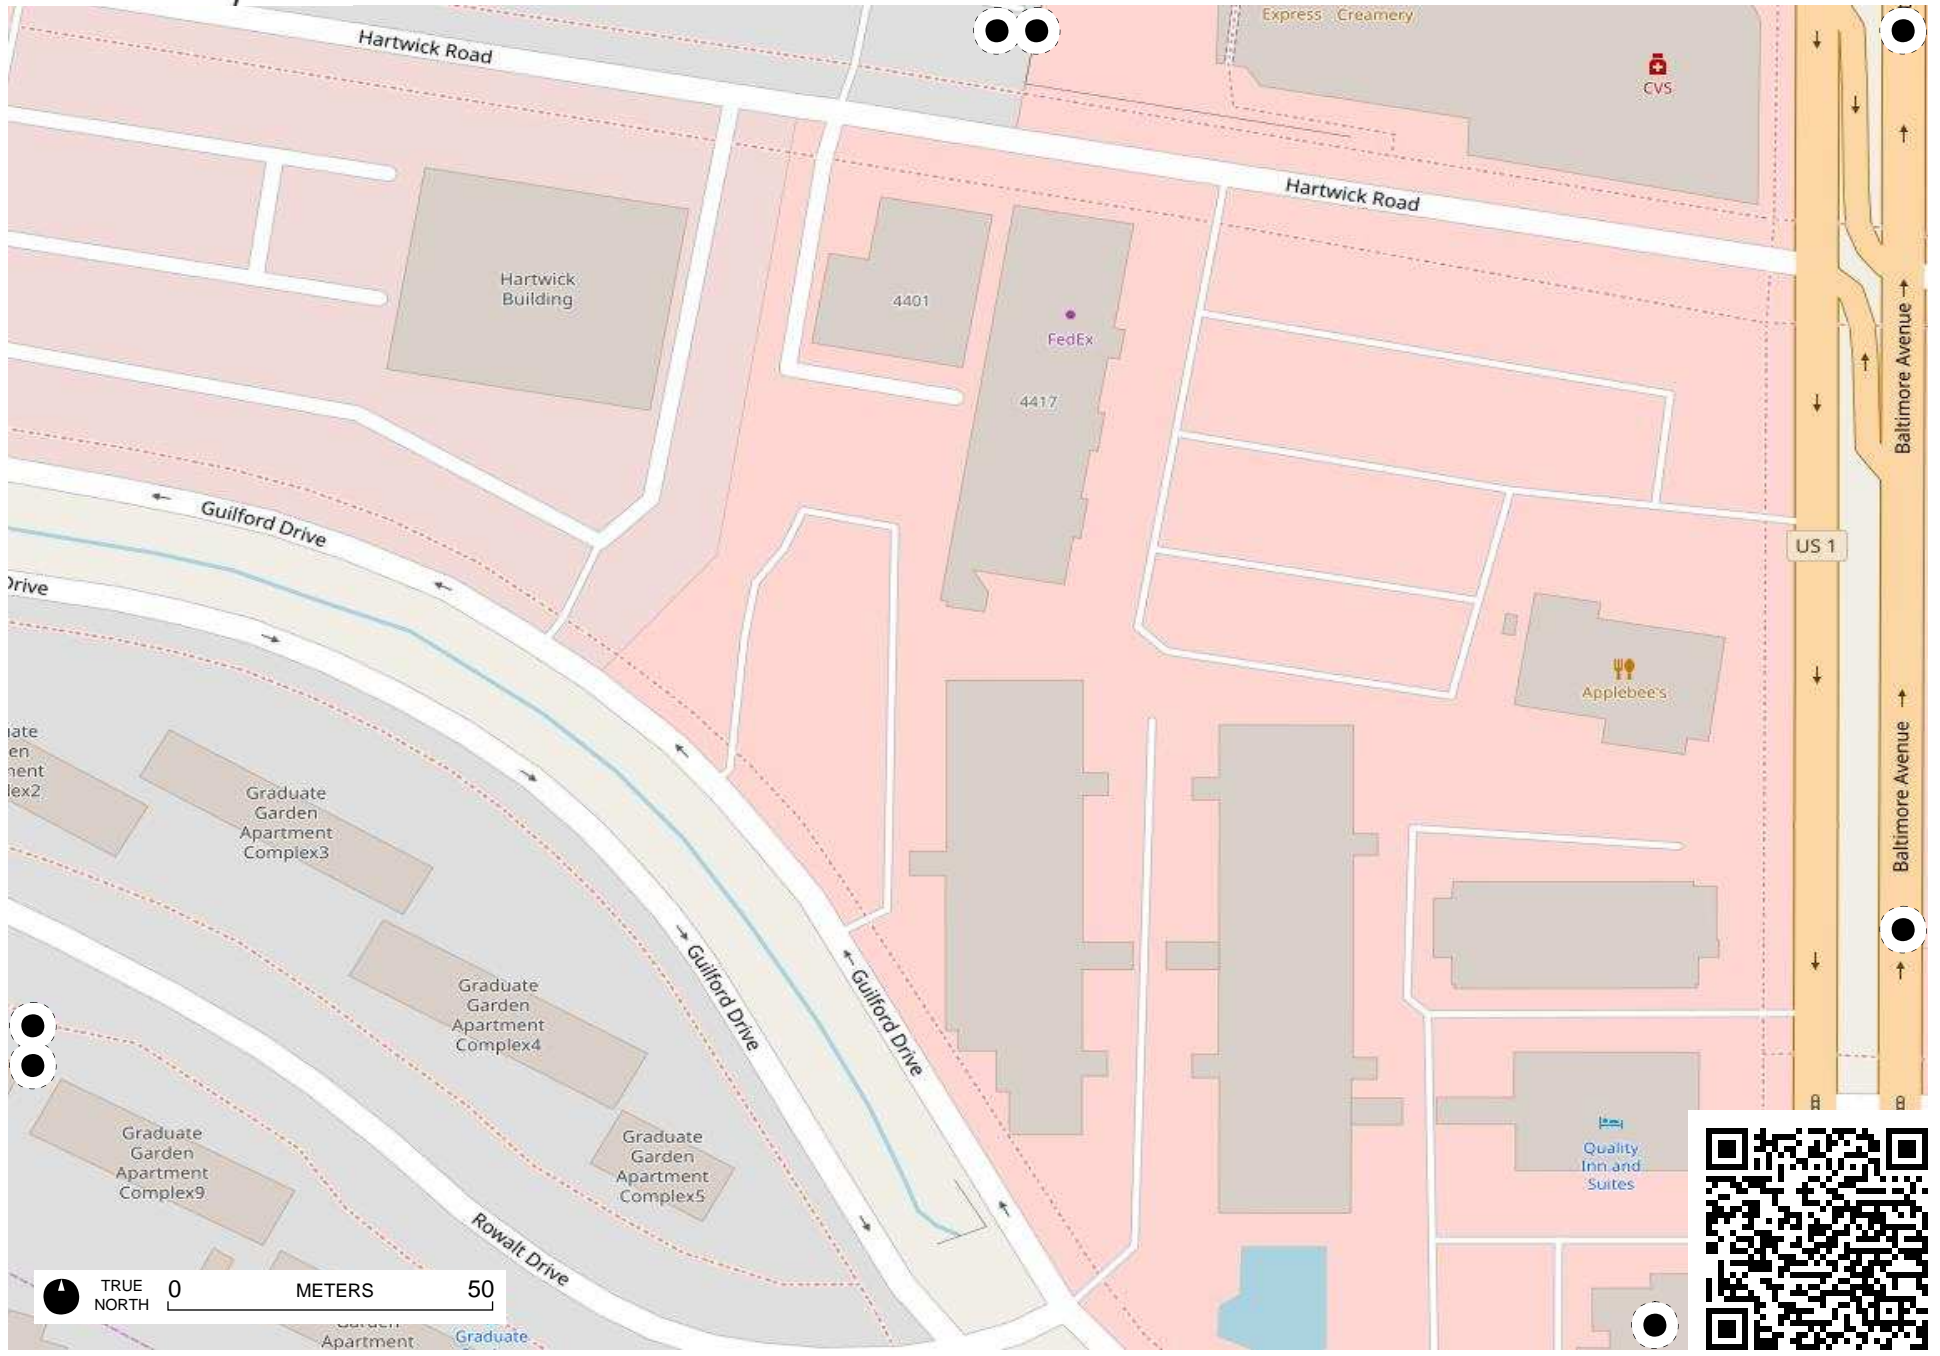 Express Creamery
CVS
Hartwick Road
Hartwick Road
Hartwick
Building
4401
FedEx
4417
Baltimore Avenue
US 1
Guilford Drive
Drive
Applebee's
Baltimore Avenue
Graduate
Garden
Apartment
Complex3
Graduate
Garden
Apartment
Complex4
Guilford Drive
Guilford Drive
Graduate
Garden
Apartment
Complex9
Graduate
Garden
Apartment
Complex5
Quality
Inn and
Suites
Rowalt Drive
TRUE
NORTH
0 METERS 50
Garden
Apartment
Graduate